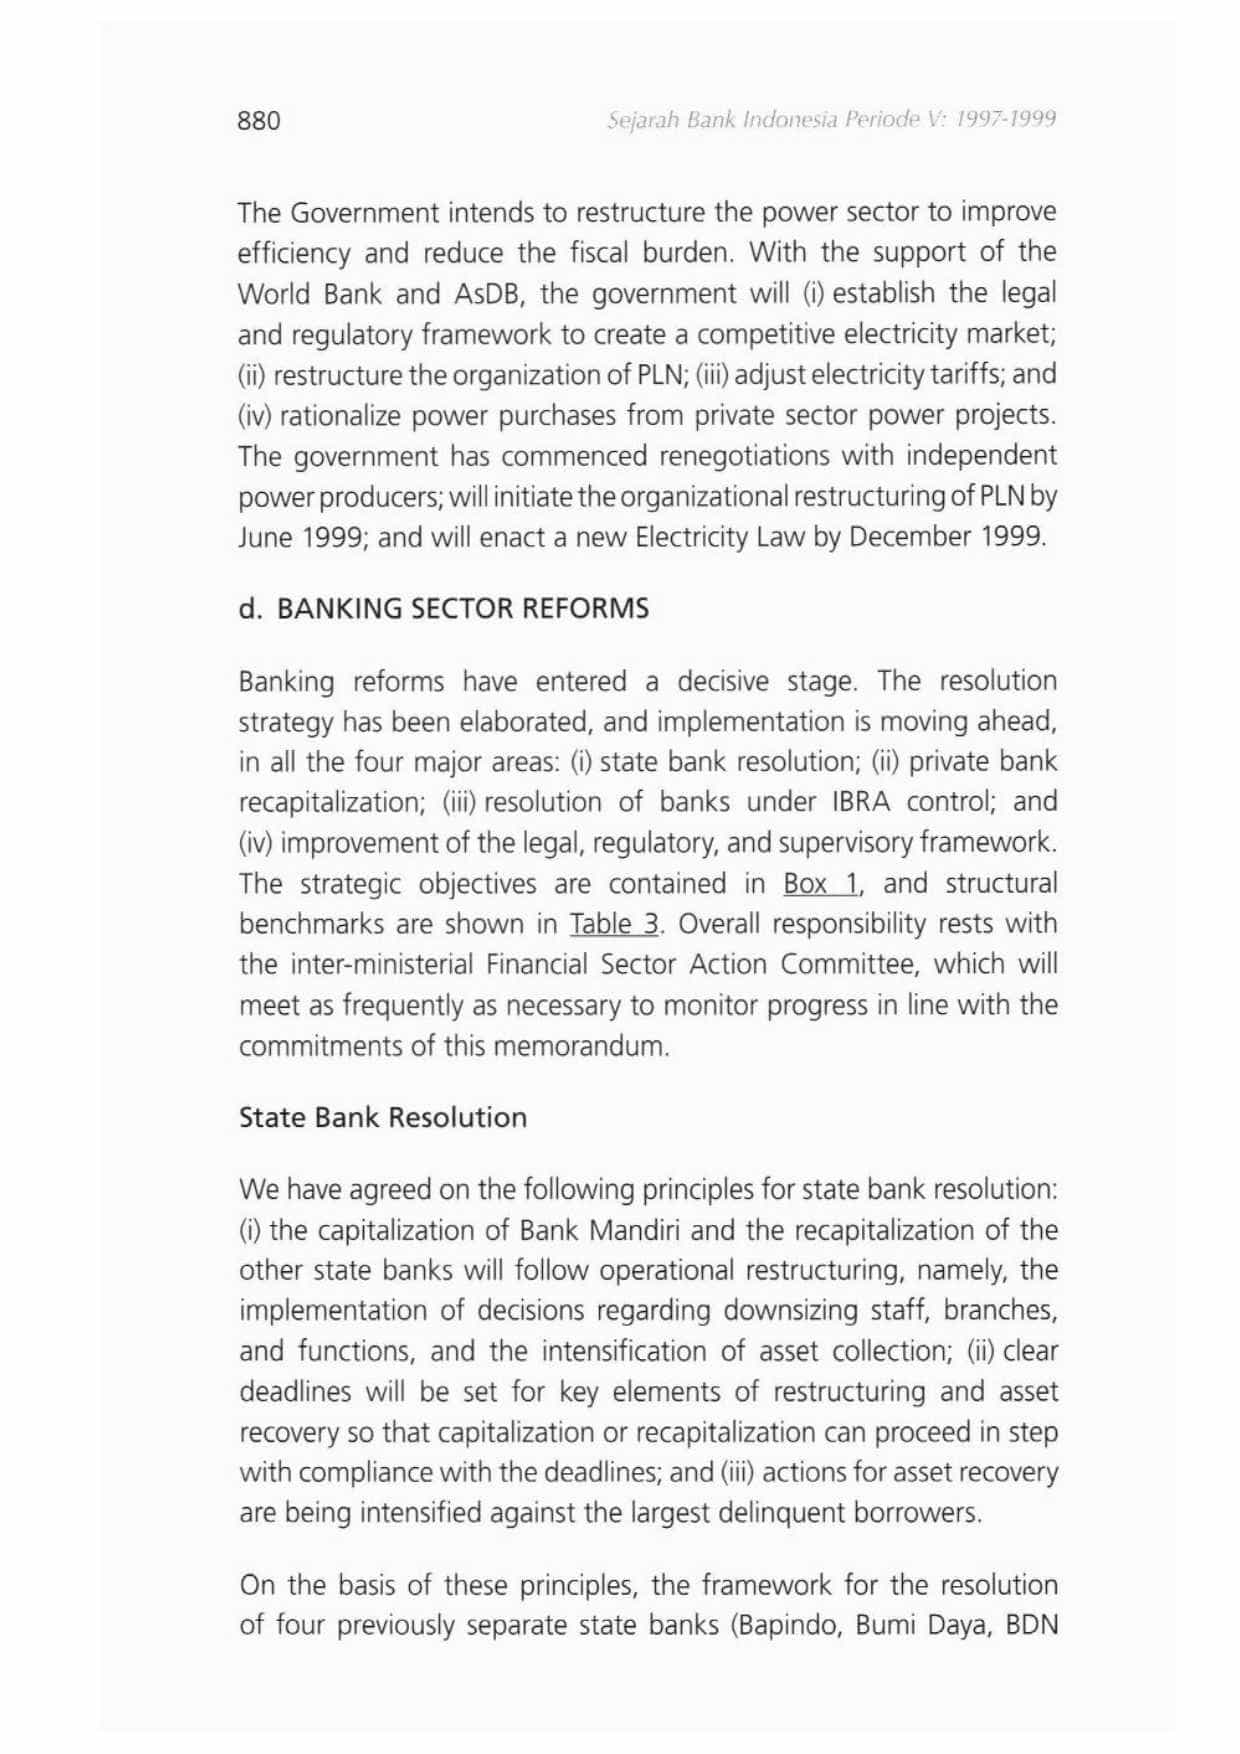 880
Sejarah Bank Indonesia Periode V: 1997-1999
The Government intends to restructure the power sector to improve
efficiency and reduce the fiscal burden. With the support of the
World Bank and AsDB, the government will (i) establish the legal
and regulatory framework to create a competitive electricity market;
(ii) restructure the organization of PLN; (iii) adjust electricity tariffs; and
(iv) rationalize power purchases from private sector power projects.
The government has commenced renegotiations with independent
power producers; will initiate the organizational restructuring of PLN by
June 1999; and will enact a new Electricity Law by December 1999.
d. BANKING SECTOR REFORMS
Banking reforms have entered a decisive stage. The resolution
strategy has been elaborated, and implementation is moving ahead,
in all the four major areas: (i) state bank resolution; (ii) private bank
recapitalization; (iii) resolution of banks under IBRA control; and
(iv) improvement of the legal, regulatory, and supervisory framework.
The strategic objectives are contained in Box 1, and structural
benchmarks are shown in Table 3. Overall responsibility rests with
the inter-ministerial Financial Sector Action Committee, which will
meet as frequently as necessary to monitor progress in line with the
commitments of this memorandum.
State Bank Resolution
We have agreed on the following principles for state bank resolution:
(i) the capitalization of Bank Mandiri and the recapitalization of the
other state banks will follow operational restructuring, namely, the
implementation of decisions regarding downsizing staff, branches,
and functions, and the intensification of asset collection; (ii) clear
deadlines will be set for key elements of restructuring and asset
recovery so that capitalization or recapitalization can proceed in step
with compliance with the deadlines; and (iii) actions for asset recovery
are being intensified against the largest delinquent borrowers.
On the basis of these principles, the framework for the resolution
of four previously separate state banks (Bapindo, Bumi Daya, BDN